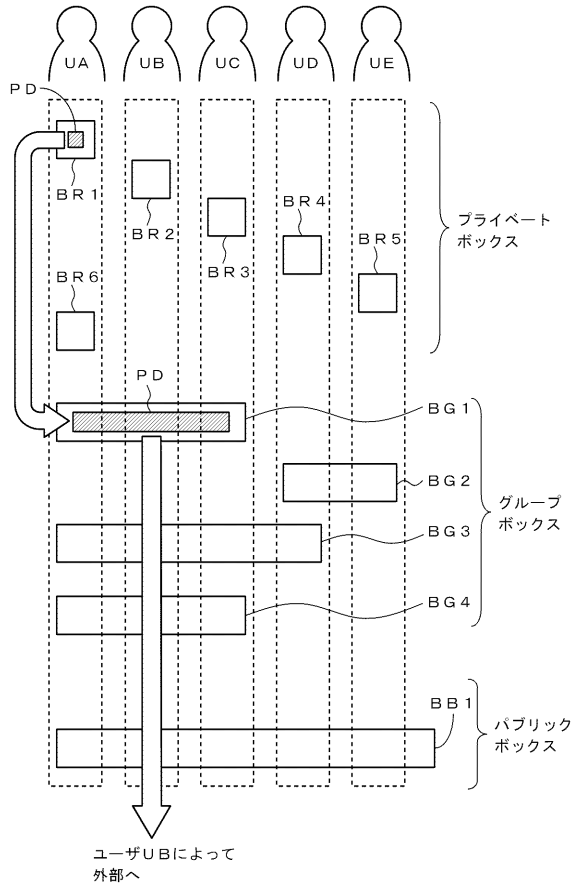 UA UB UC UD UE
PD
BR1
BR2
BR3
BR4
BR5
BR6
プライベート
ボックス
PD
BG1
BG2
BG3
BG4
グループ
ボックス
BB1
パブリック
ボックス
ユーザUBによって
外部へ